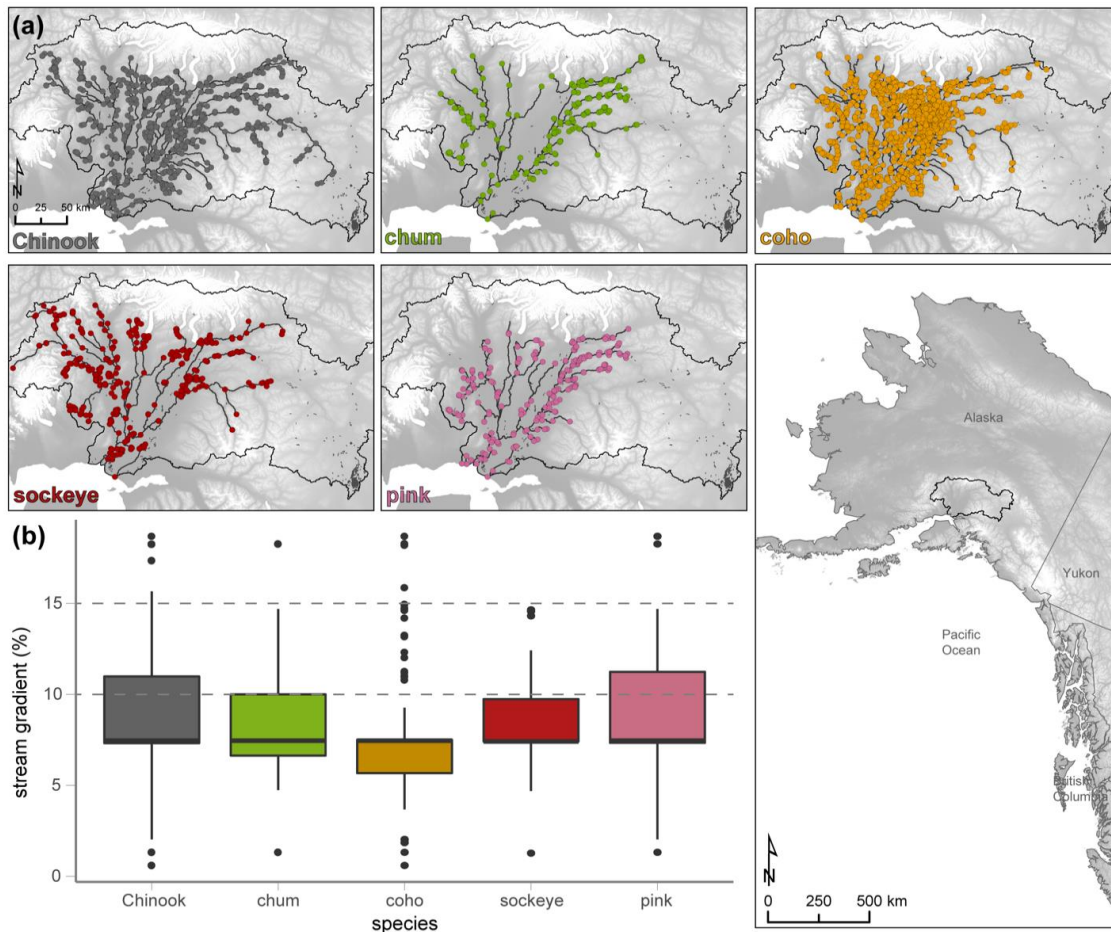 (a)
N
0 25 50 km
Chinook
chum
coho
sockeye
pink
Alaska
Yukon
Pacific
Ocean
British
Columbia
N
0 250 500 km
(b)
stream gradient (%)
15
10
5
0
Chinook chum coho sockeye pink
species